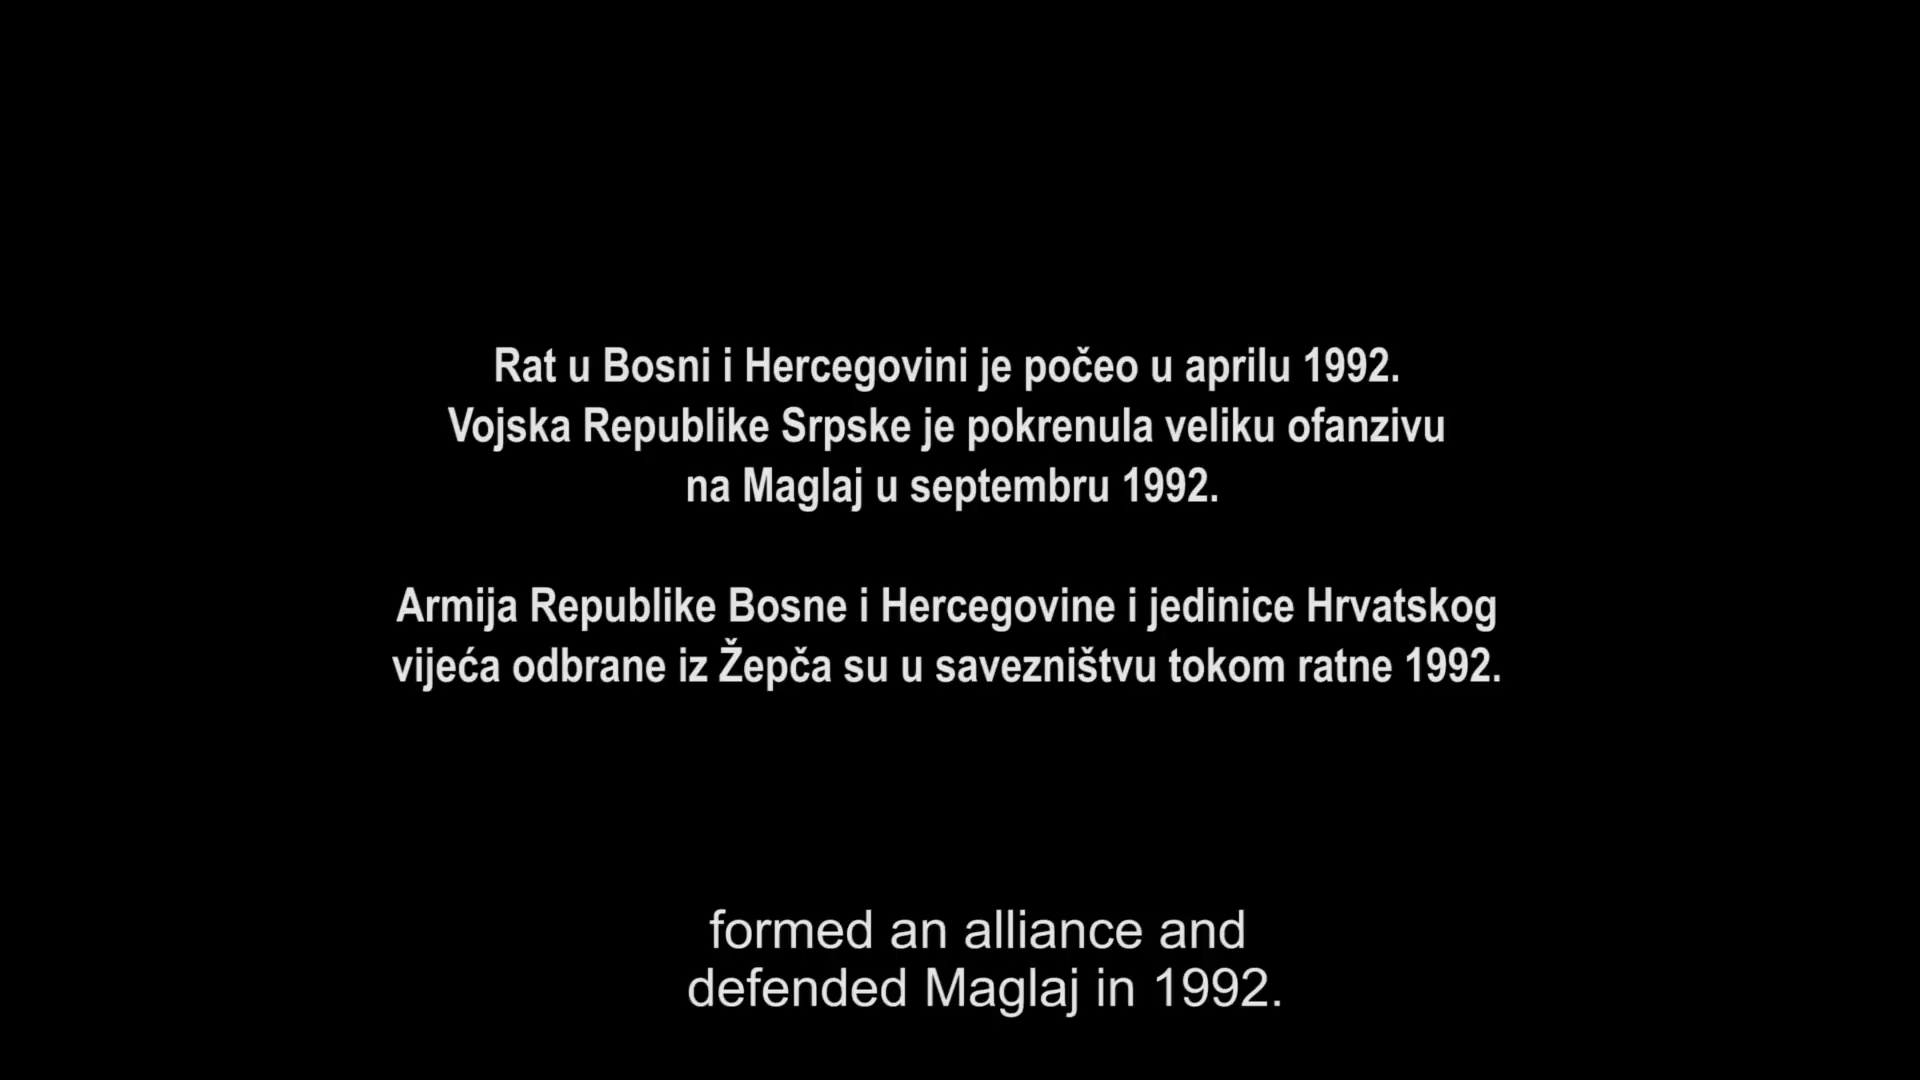 Rat u Bosni i Hercegovini je počeo u aprilu 1992.
Vojska Republike Srpske je pokrenula veliku ofanzivu
na Maglaj u septembru 1992.
Armija Republike Bosne i Hercegovine i jedinice Hrvatskog
vijeća odbrane iz Žepča su u savezništvu tokom ratne 1992.
formed an alliance and
defended Maglaj in 1992.